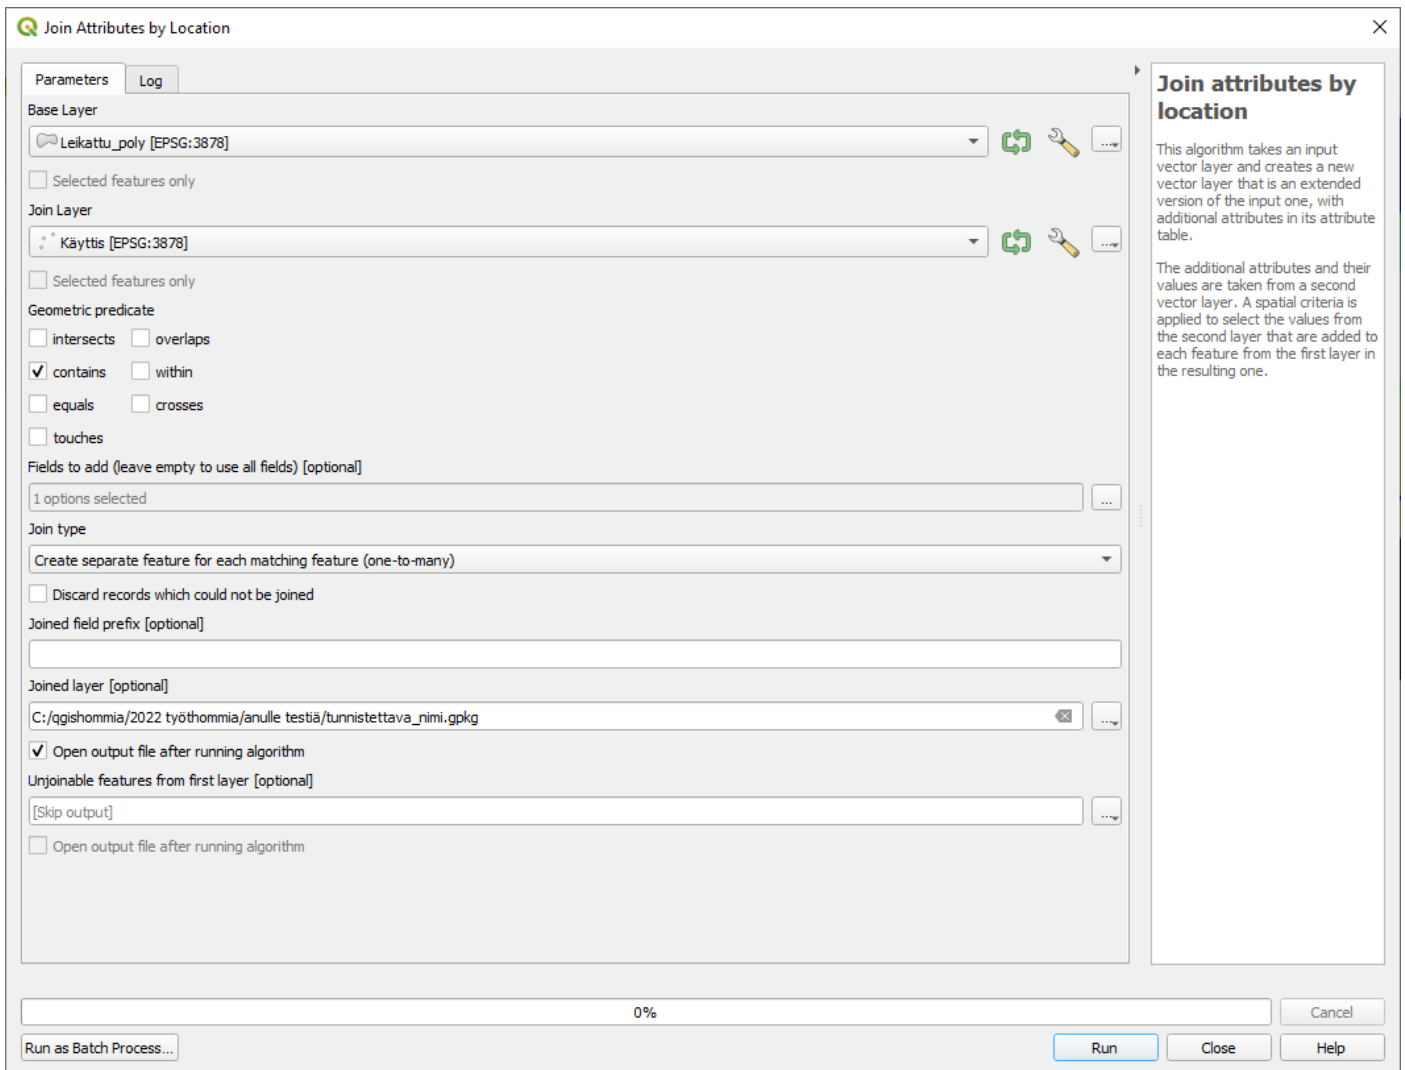 Join Attributes by Location
Parameters
Log
Base Layer
Leikattu_poly [EPSG:3878]
...
Selected features only
Join Layer
Käyttis [EPSG:3878]
...
Selected features only
Geometric predicate
intersects
overlaps
contains
within
equals
crosses
touches
Fields to add (leave empty to use all fields) [optional]
1 options selected
...
Join type
Create separate feature for each matching feature (one-to-many)
Discard records which could not be joined
Joined field prefix [optional]
Joined layer [optional]
C:/qgishommia/2022 työthommia/anulle testiä/tunnistettava_nimi.gpkg
...
Open output file after running algorithm
Unjoinable features from first layer [optional]
[Skip output]
...
Open output file after running algorithm
Join attributes by
location
This algorithm takes an input
vector layer and creates a new
vector layer that is an extended
version of the input one, with
additional attributes in its attribute
table.
The additional attributes and their
values are taken from a second
vector layer. A spatial criteria is
applied to select the values from
the second layer that are added to
each feature from the first layer in
the resulting one.
0%
Cancel
Run as Batch Process...
Run
Close
Help